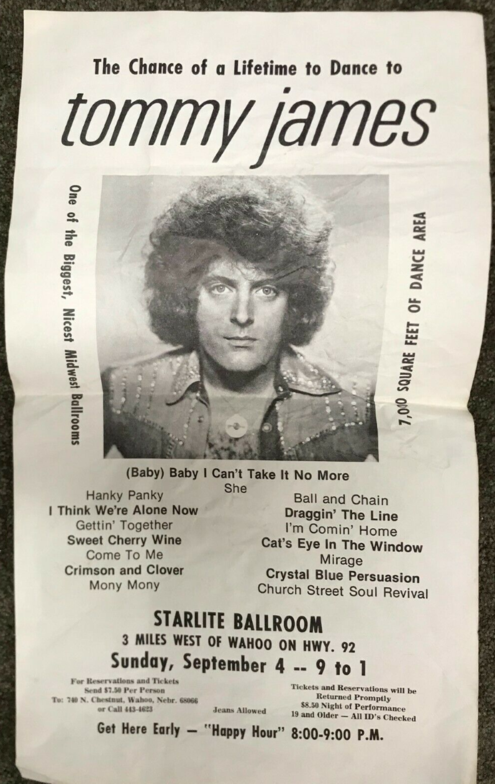 The Chance of a Lifetime to Dance to
tommy james
One of the Biggest, Nicest Midwest Ballrooms
7,000 SQUARE FEET OF DANCE AREA
(Baby) Baby I Can't Take It No More
She
Hanky Panky
I Think We're Alone Now
Gettin' Together
Sweet Cherry Wine
Come To Me
Crimson and Clover
Mony Mony
Ball and Chain
Draggin' The Line
I'm Comin' Home
Cat's Eye In The Window
Mirage
Crystal Blue Persuasion
Church Street Soul Revival
STARLITE BALLROOM
3 MILES WEST OF WAHOO ON HWY. 92
Sunday, September 4 -- 9 to 1
For Reservations and Tickets
Send $7.50 Per Person
To: 740 N. Chestnut, Wahoo, Nebr. 68066
or Call 443-4623
Jeans Allowed
Tickets and Reservations will be
Returned Promptly
$8.50 Night of Performance
19 and Older — All ID's Checked
Get Here Early — "Happy Hour" 8:00-9:00 P.M.